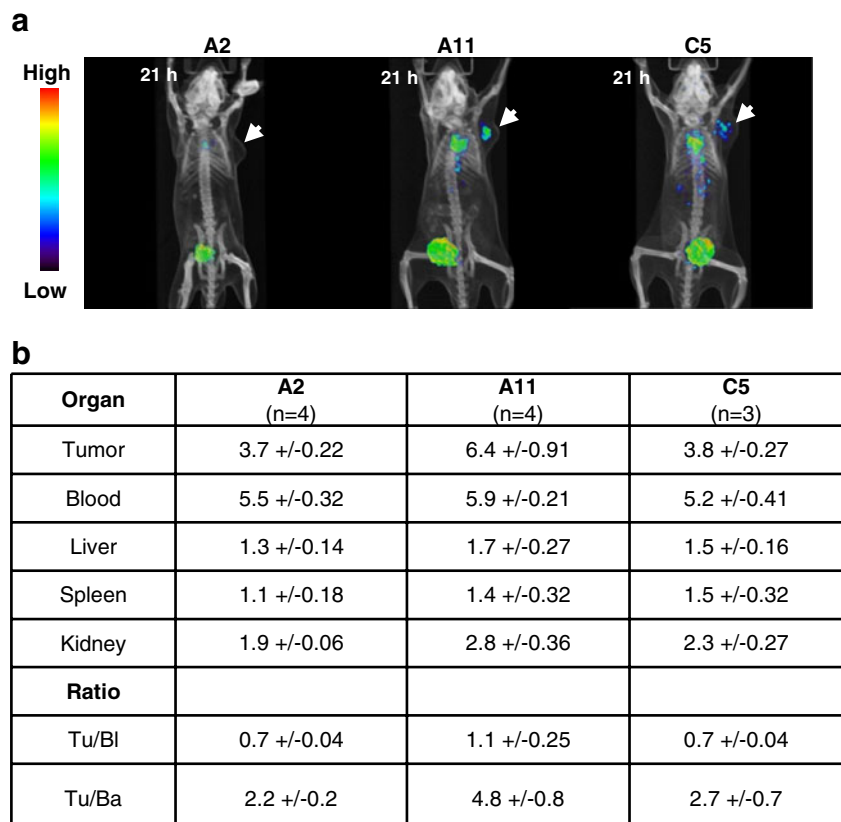 a
A2 A11 C5
High
21 h 21 h 21 h
Low
b
Organ A2 (n=4) A11 (n=4) C5 (n=3)
Tumor 3.7 +/-0.22 6.4 +/-0.91 3.8 +/-0.27
Blood 5.5 +/-0.32 5.9 +/-0.21 5.2 +/-0.41
Liver 1.3 +/-0.14 1.7 +/-0.27 1.5 +/-0.16
Spleen 1.1 +/-0.18 1.4 +/-0.32 1.5 +/-0.32
Kidney 1.9 +/-0.06 2.8 +/-0.36 2.3 +/-0.27
Ratio
Tu/Bl 0.7 +/-0.04 1.1 +/-0.25 0.7 +/-0.04
Tu/Ba 2.2 +/-0.2 4.8 +/-0.8 2.7 +/-0.7